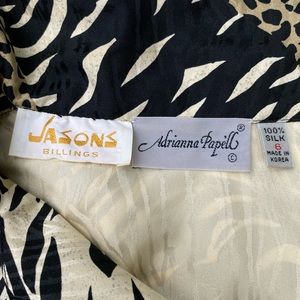 JASONS
BILLINGS
Adrianna Papell ®
©
100%
SILK
6
MADE IN
KOREA